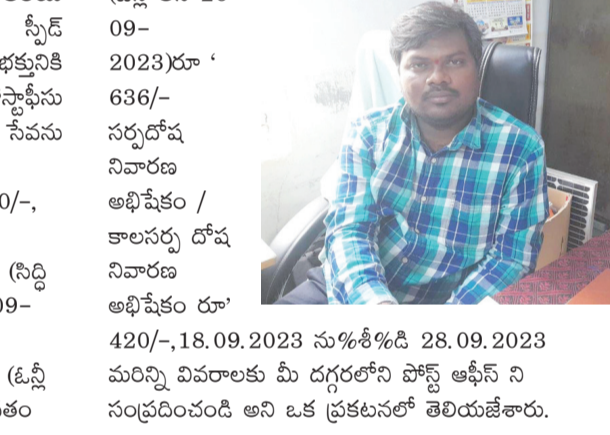 స్పీడ్
భక్తునికి
స్టాఫీసు
సేవను
0/-,
(సిద్ధి
09-
(ఓన్లీ
తం
09-
2023)రూ ‘
636/-
సర్పదోష
నివారణ
అభిషేకం /
కాలసర్ప దోష
నివారణ
అభిషేకం రూ’
420/-,18.09.2023 ను%శీ%డి 28.09.2023
మరిన్ని వివరాలకు మీ దగ్గరలోని పోస్ట్ ఆఫీస్ ని
సంప్రదించండి అని ఒక ప్రకటనలో తెలియజేశారు.